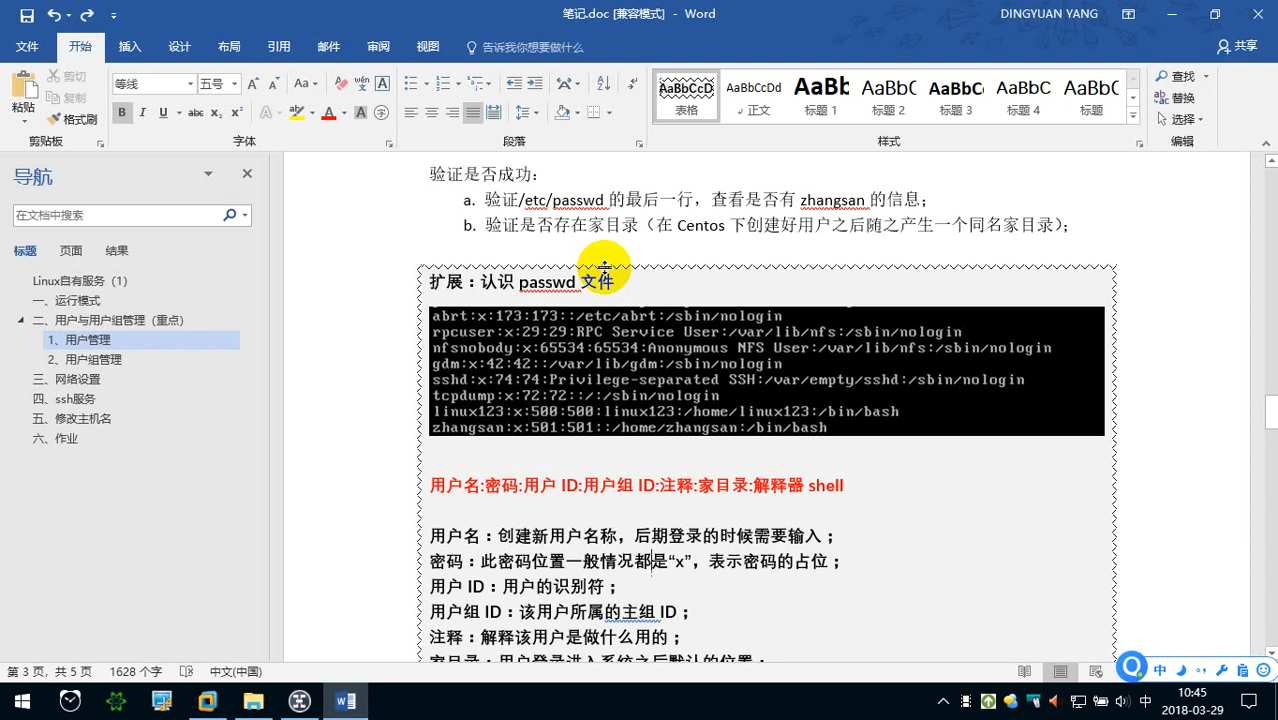 笔记.doc [兼容模式] - Word
DINGYUAN YANG
文件 开始 插入 设计 布局 引用 邮件 审阅 视图 告诉我你想要做什么 共享
粘贴
剪切
复制
格式刷
剪贴板
等线 五号
字体
段落
AaBbCcD 表格
AaBbCcDd 正文
AaBb 标题 1
AaBbC 标题 2
AaBbC 标题 3
AaBbC 标题 4
AaBbC 标题
样式
查找
替换
选择
编辑
导航
在文档中搜索
标题 页面 结果
Linux自有服务（1）
一、运行模式
二、用户与用户组管理（重点）
1、用户管理
2、用户组管理
三、网络设置
四、ssh服务
五、修改主机名
六、作业
验证是否成功：
a. 验证/etc/passwd 的最后一行，查看是否有 zhangsan 的信息；
b. 验证是否存在家目录（在 Centos 下创建好用户之后随之产生一个同名家目录）；
扩展：认识 passwd 文件
abrt:x:173:173::/etc/abrt:/sbin/nologin
rpcuser:x:29:29:RPC Service User:/var/lib/nfs:/sbin/nologin
nfsnobody:x:65534:65534:Anonymous NFS User:/var/lib/nfs:/sbin/nologin
gdm:x:42:42::/var/lib/gdm:/sbin/nologin
sshd:x:74:74:Privilege-separated SSH:/var/empty/sshd:/sbin/nologin
tcpdump:x:72:72::/:/sbin/nologin
linux123:x:500:500:linux123:/home/linux123:/bin/bash
zhangsan:x:501:501::/home/zhangsan:/bin/bash
用户名:密码:用户 ID:用户组 ID:注释:家目录:解释器 shell
用户名：创建新用户名称，后期登录的时候需要输入；
密码：此密码位置一般情况都是“x”，表示密码的占位；
用户 ID：用户的识别符；
用户组 ID：该用户所属的主组 ID；
注释：解释该用户是做什么用的；
家目录：用户登录进入系统之后默认的位置；
第 3 页，共 5 页 1628 个字 中文(中国)
中
中
10:45
2018-03-29